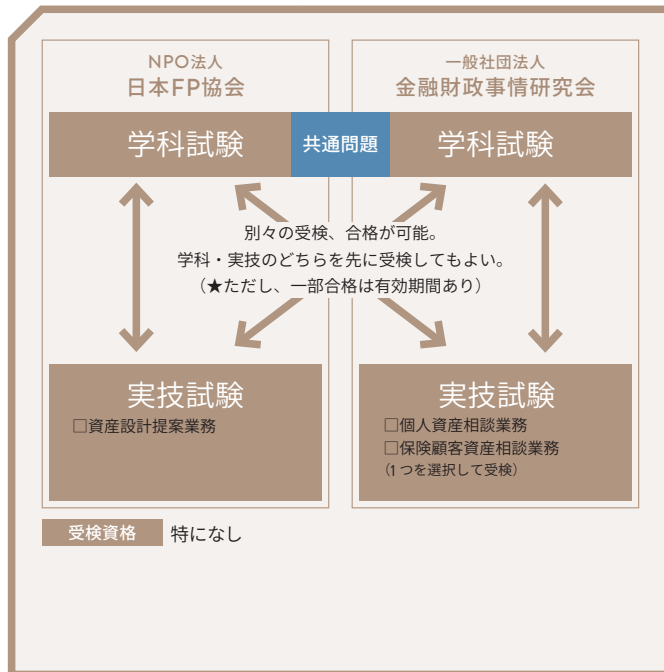 NPO法人
日本FP協会
一般社団法人
金融財政事情研究会
学科試験
共通問題
学科試験
別々の受検、合格が可能。
学科・実技のどちらを先に受検してもよい。
（★ただし、一部合格は有効期間あり）
実技試験
□資産設計提案業務
実技試験
□個人資産相談業務
□保険顧客資産相談業務
（1つを選択して受検）
受検資格 特になし